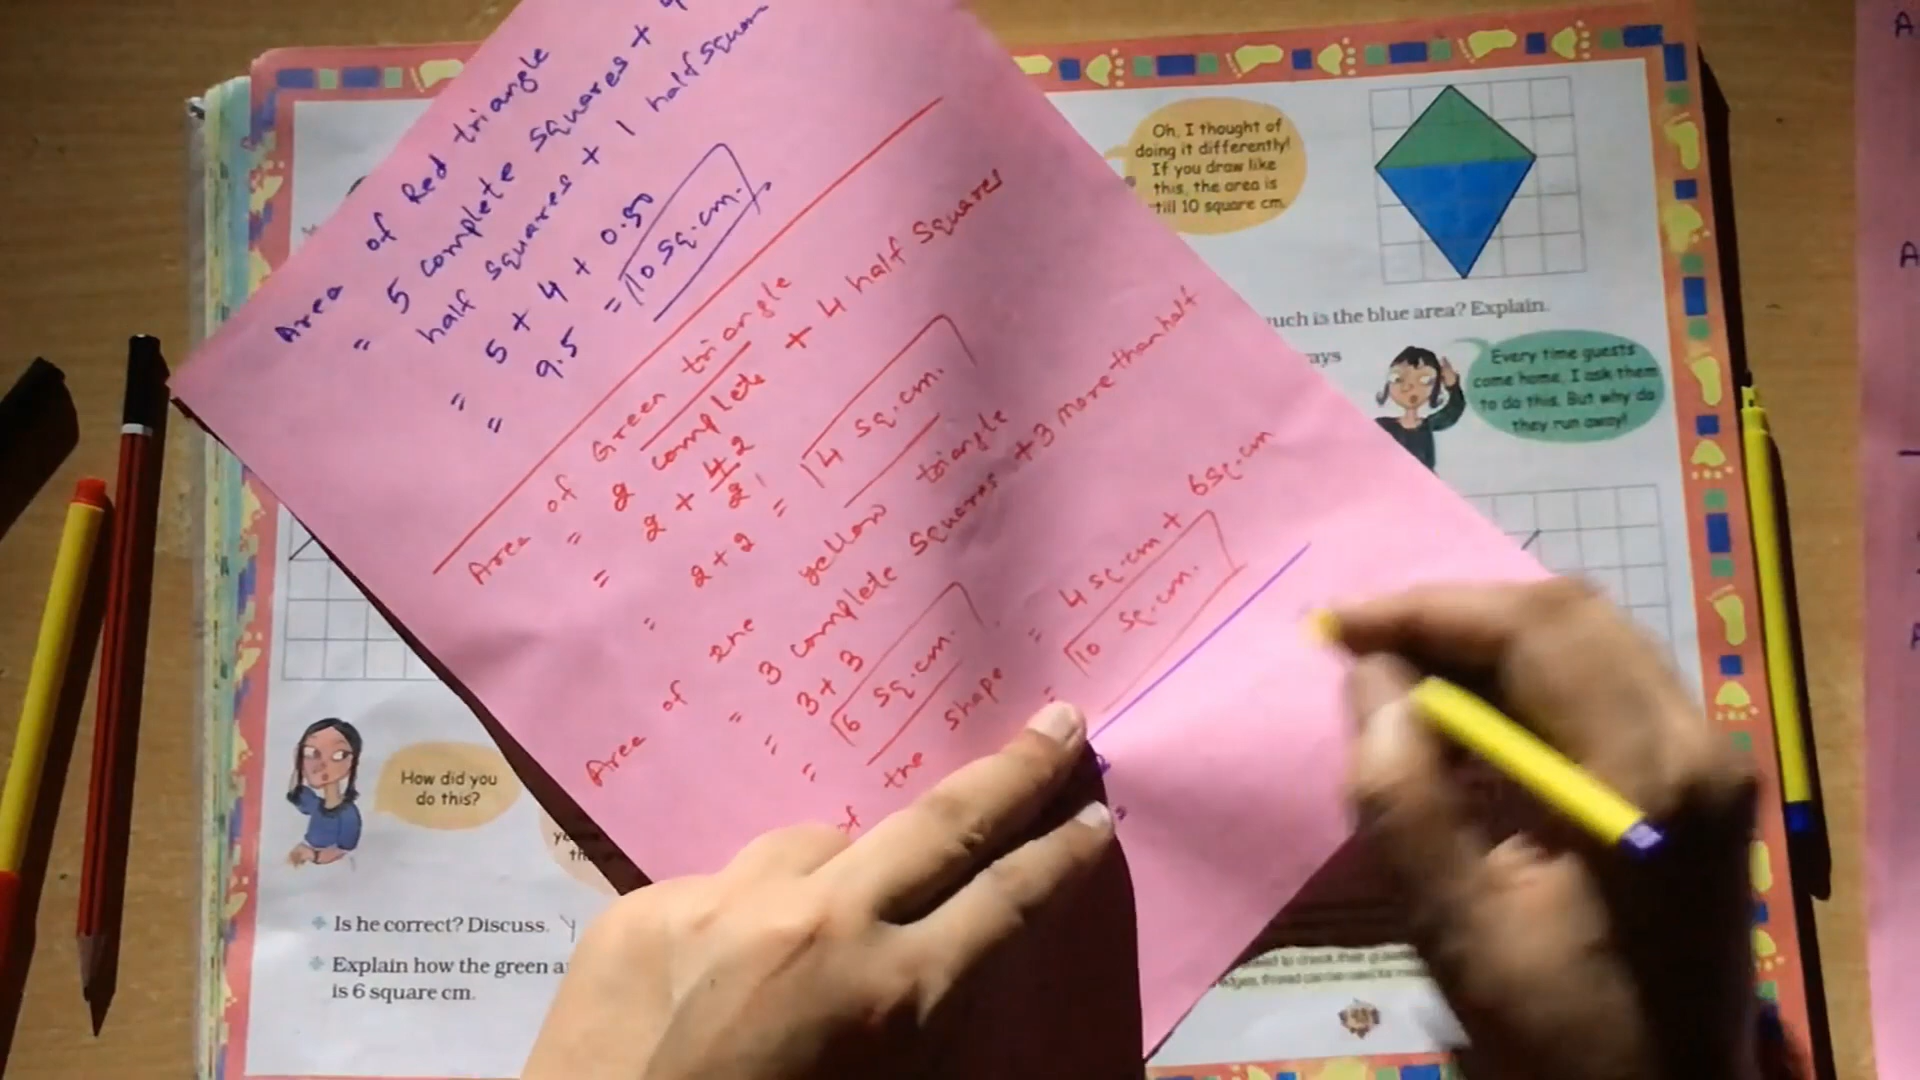 Area of Red triangle
= 5 complete squares + 4
half squares + 1 half square
= 5 + 4 + 0.50
= 9.5 = 10 sq.cm.
Area of Green triangle
= 2 complete + 4 half squares
= 2 + 4/2
= 2 + 2 = 4 sq.cm.
Area of the yellow triangle
= 3 complete squares + 3 more than half
= 3 + 3
= 6 sq.cm.
of the shape = 4 sq.cm + 6 sq.cm
= 10 sq.cm.
Oh, I thought of
doing it differently!
If you draw like
this, the area is
till 10 square cm.
uch is the blue area? Explain.
ays
Every time guests
come home, I ask them
to do this. But why do
they run away!
How did you
do this?
Is he correct? Discuss. Y
Explain how the green a
is 6 square cm.
A
A